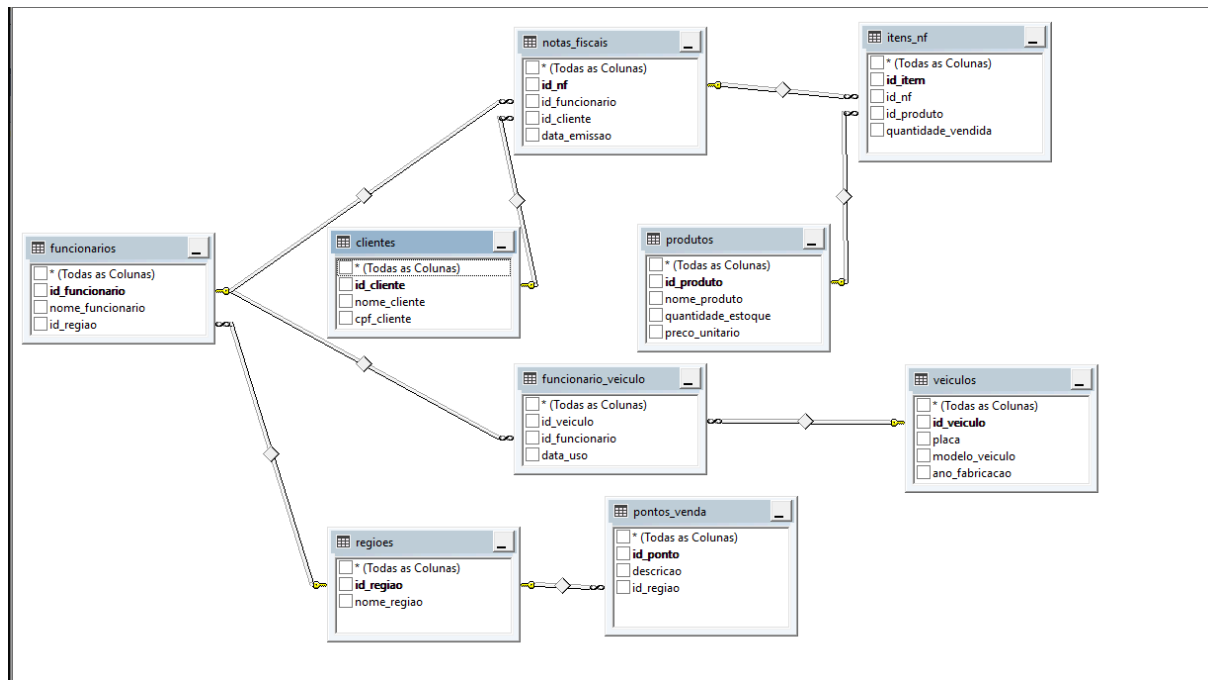 notas_fiscais
* (Todas as Colunas)
id_nf
id_funcionario
id_cliente
data_emissao
itens_nf
* (Todas as Colunas)
id_item
id_nf
id_produto
quantidade_vendida
funcionarios
* (Todas as Colunas)
id_funcionario
nome_funcionario
id_regiao
clientes
* (Todas as Colunas)
id_cliente
nome_cliente
cpf_cliente
produtos
* (Todas as Colunas)
id_produto
nome_produto
quantidade_estoque
preco_unitario
funcionario_veiculo
* (Todas as Colunas)
id_veiculo
id_funcionario
data_uso
veiculos
* (Todas as Colunas)
id_veiculo
placa
modelo_veiculo
ano_fabricacao
regioes
* (Todas as Colunas)
id_regiao
nome_regiao
pontos_venda
* (Todas as Colunas)
id_ponto
descricao
id_regiao